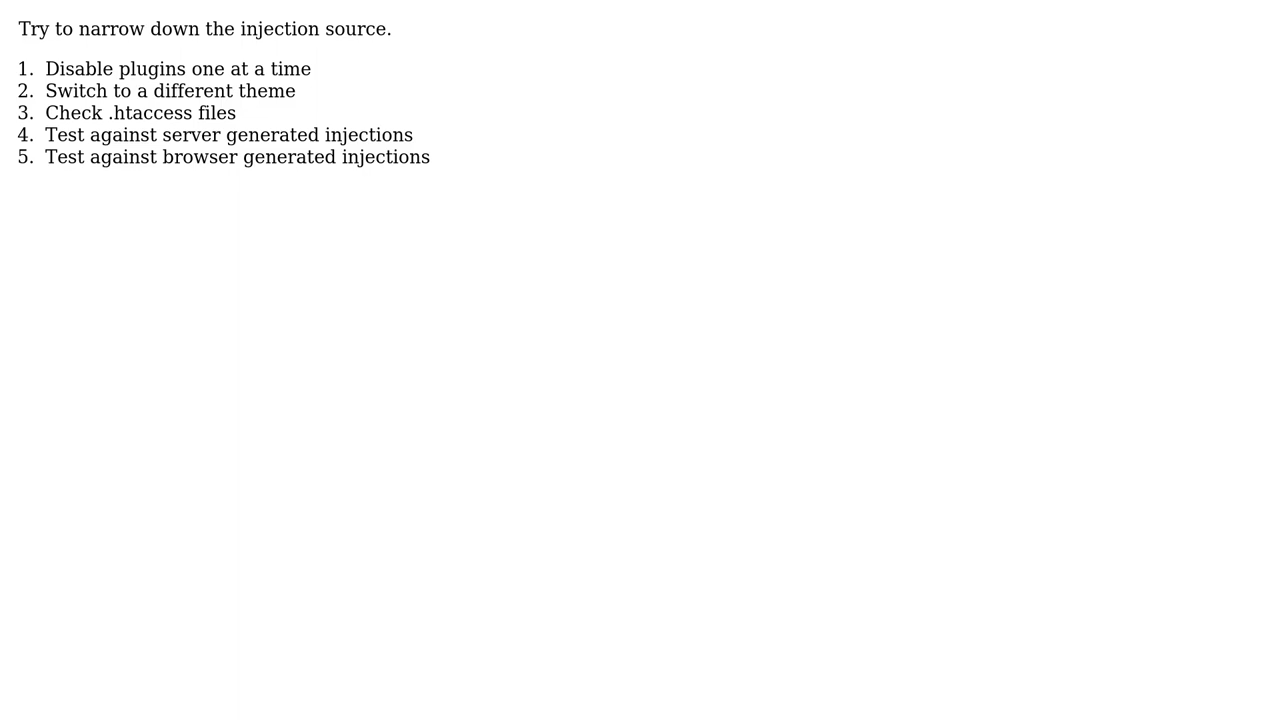 Try to narrow down the injection source.
1. Disable plugins one at a time
2. Switch to a different theme
3. Check .htaccess files
4. Test against server generated injections
5. Test against browser generated injections